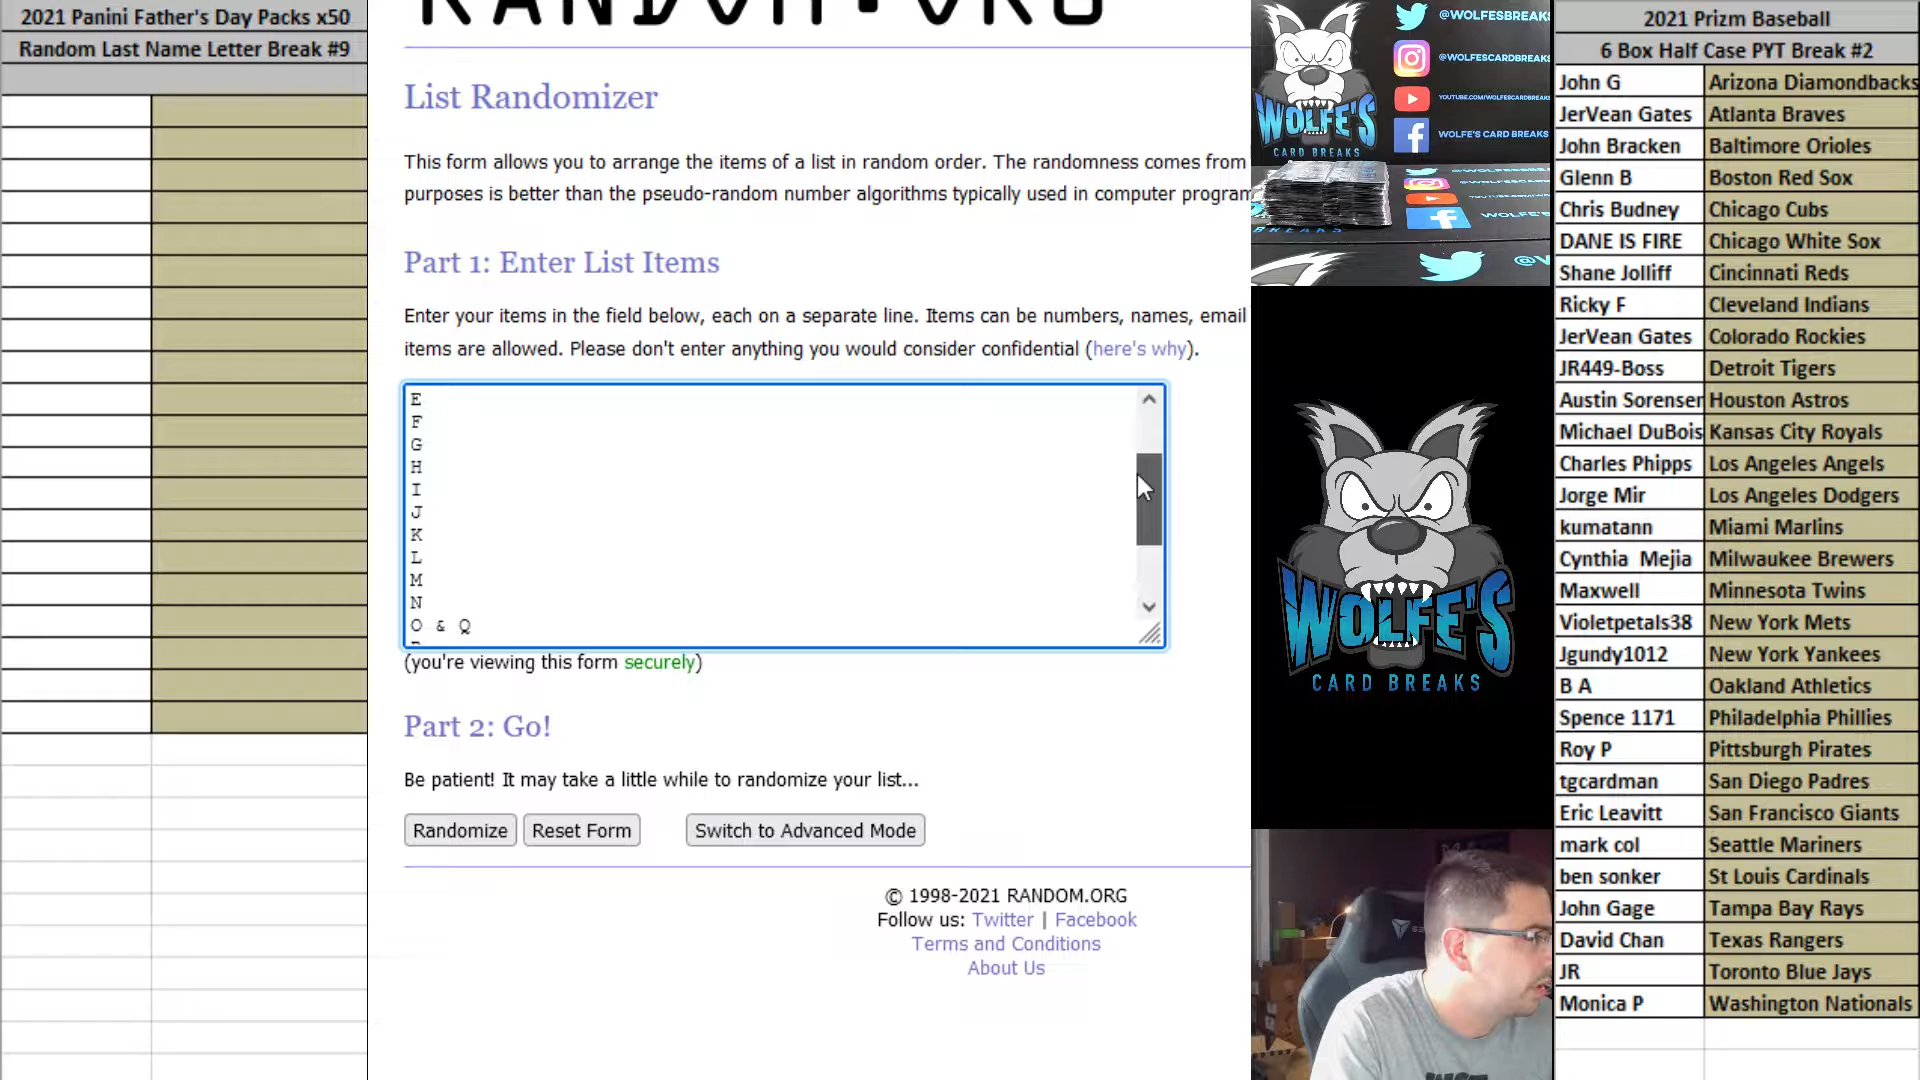 2021 Panini Father's Day Packs x50
Random Last Name Letter Break #9
RANDOM.ORG
List Randomizer
This form allows you to arrange the items of a list in random order. The randomness comes from
purposes is better than the pseudo-random number algorithms typically used in computer program
Part 1: Enter List Items
Enter your items in the field below, each on a separate line. Items can be numbers, names, email
items are allowed. Please don't enter anything you would consider confidential (here's why).
E
F
G
H
I
J
K
L
M
N
O & Q
(you're viewing this form securely)
Part 2: Go!
Be patient! It may take a little while to randomize your list...
Randomize
Reset Form
Switch to Advanced Mode
© 1998-2021 RANDOM.ORG
Follow us: Twitter | Facebook
Terms and Conditions
About Us
@WOLFESBREAKS
@WOLFESCARDBREAKS
YOUTUBE.COM/WOLFESCARDBREAKS
WOLFE'S CARD BREAKS
WOLFE'S
CARD BREAKS
WOLFE'S
CARD BREAKS
2021 Prizm Baseball
6 Box Half Case PYT Break #2
John G Arizona Diamondbacks
JerVean Gates Atlanta Braves
John Bracken Baltimore Orioles
Glenn B Boston Red Sox
Chris Budney Chicago Cubs
DANE IS FIRE Chicago White Sox
Shane Jolliff Cincinnati Reds
Ricky F Cleveland Indians
JerVean Gates Colorado Rockies
JR449-Boss Detroit Tigers
Austin Sorensen Houston Astros
Michael DuBois Kansas City Royals
Charles Phipps Los Angeles Angels
Jorge Mir Los Angeles Dodgers
kumatann Miami Marlins
Cynthia Mejia Milwaukee Brewers
Maxwell Minnesota Twins
Violetpetals38 New York Mets
Jgundy1012 New York Yankees
B A Oakland Athletics
Spence 1171 Philadelphia Phillies
Roy P Pittsburgh Pirates
tgcardman San Diego Padres
Eric Leavitt San Francisco Giants
mark col Seattle Mariners
ben sonker St Louis Cardinals
John Gage Tampa Bay Rays
David Chan Texas Rangers
JR Toronto Blue Jays
Monica P Washington Nationals